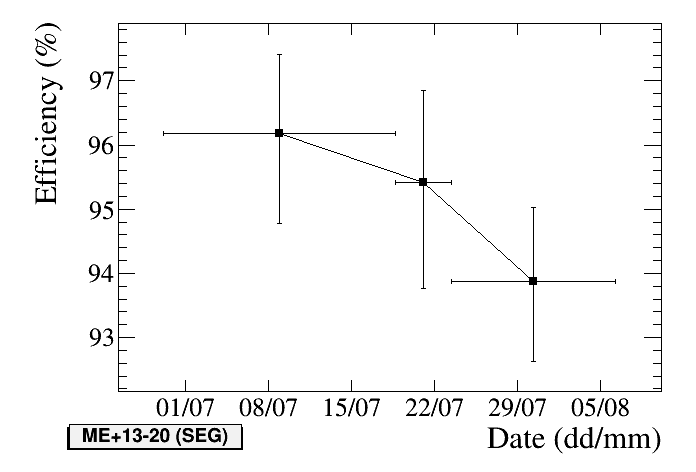 Efficiency (%)
97
96
95
94
93
01/07 08/07 15/07 22/07 29/07 05/08
ME+13-20 (SEG)
Date (dd/mm)